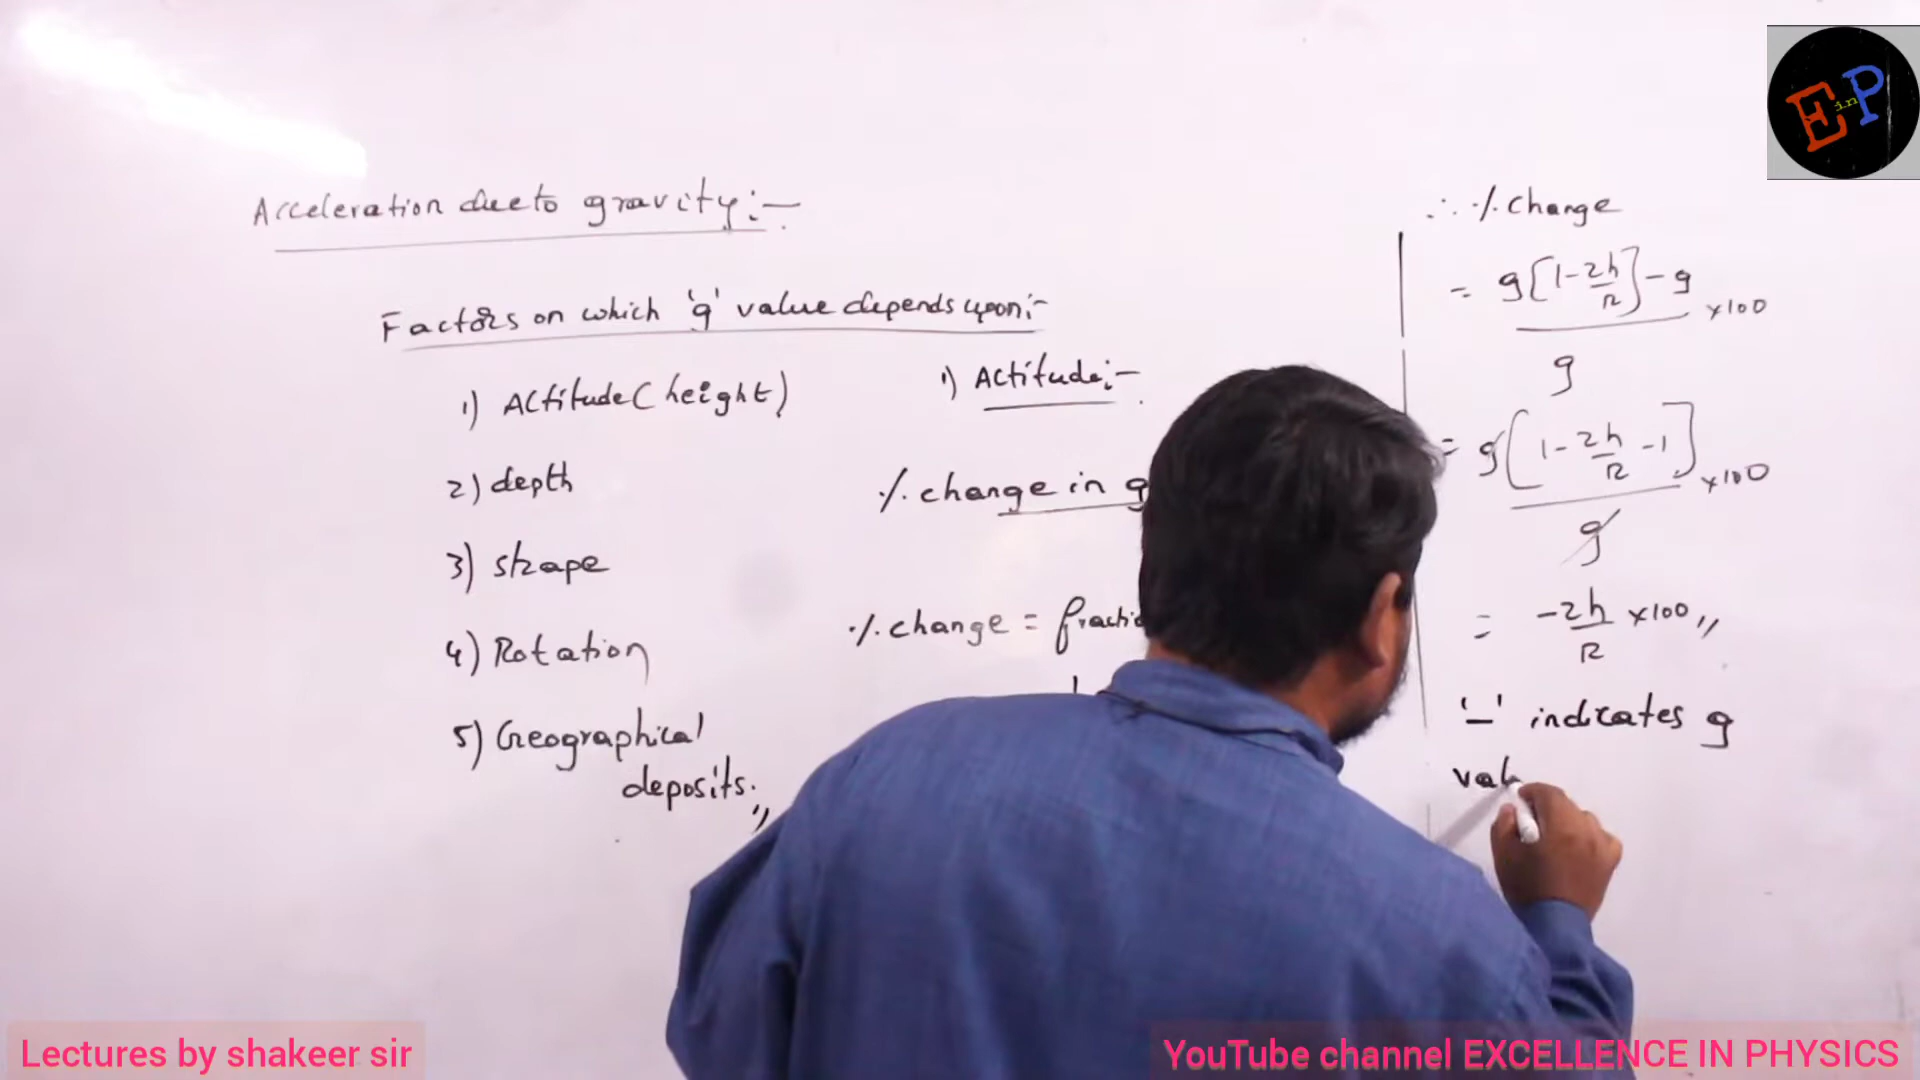 Acceleration due to gravity:-
Factors on which 'g' value depends upon:-
1) Altitude (height)
2) depth
3) shape
4) Rotation
5) Geographical
deposits.,,
1) Altitude:-
% change in g
% change = fractio
∴ % change
= g[1-2h/R]-g / g ×100
= g[1-2h/R-1] / g ×100
= -2h/R ×100,,
'-' indicates g
val
EinP
Lectures by shakeer sir
YouTube channel EXCELLENCE IN PHYSICS